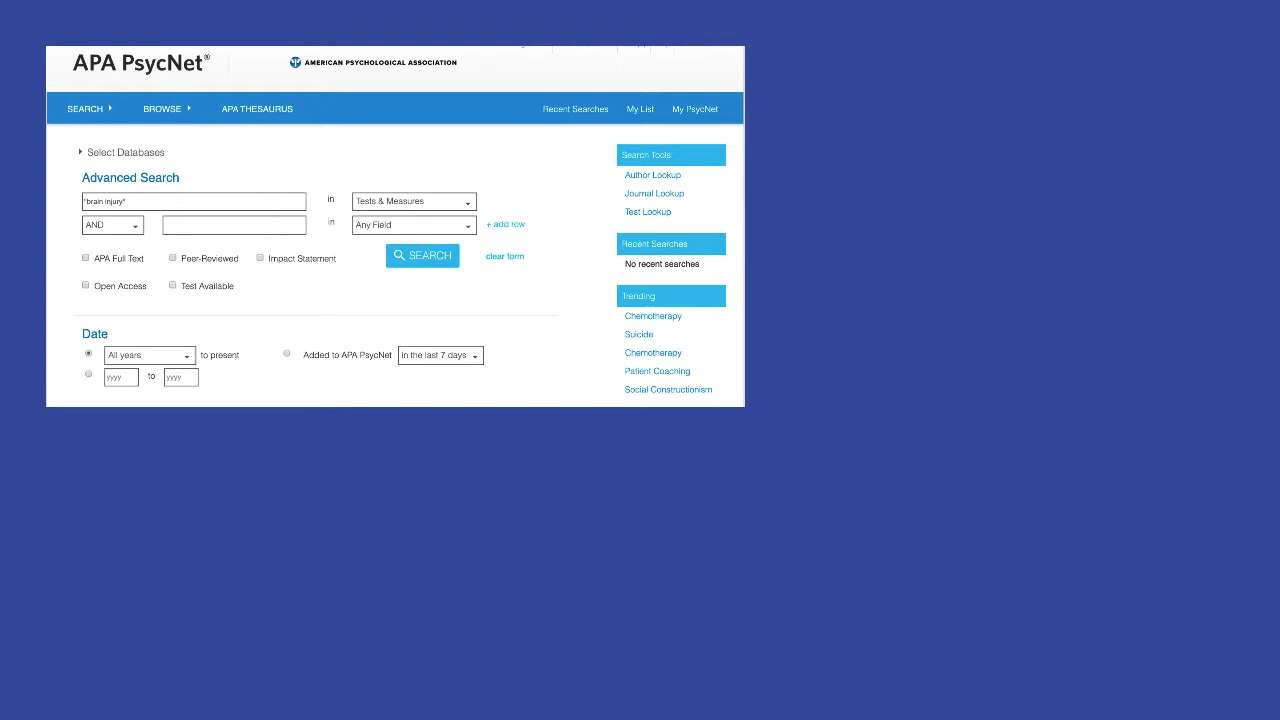 APA PsycNet®
AMERICAN PSYCHOLOGICAL ASSOCIATION
SEARCH BROWSE APA THESAURUS Recent Searches My List My PsycNet
Select Databases
Advanced Search
"brain injury" in Tests & Measures
AND in Any Field + add row
APA Full Text Peer-Reviewed Impact Statement SEARCH clear form
Open Access Test Available
Date
All years to present Added to APA PsycNet in the last 7 days
yyyy to yyyy
Search Tools
Author Lookup
Journal Lookup
Test Lookup
Recent Searches
No recent searches
Trending
Chemotherapy
Suicide
Chemotherapy
Patient Coaching
Social Constructionism